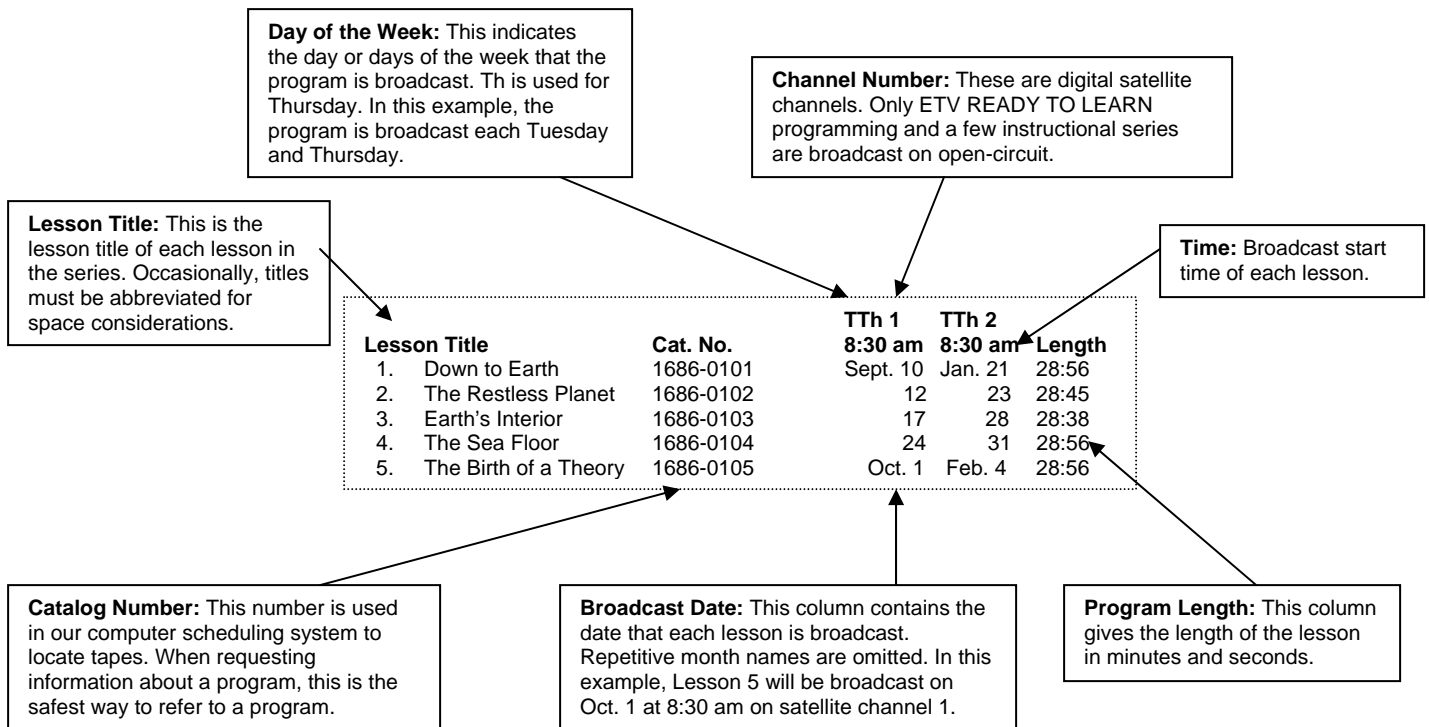 Day of the Week: This indicates
the day or days of the week that the
program is broadcast. Th is used for
Thursday. In this example, the
program is broadcast each Tuesday
and Thursday.
Channel Number: These are digital satellite
channels. Only ETV READY TO LEARN
programming and a few instructional series
are broadcast on open-circuit.
Lesson Title: This is the
lesson title of each lesson in
the series. Occasionally, titles
must be abbreviated for
space considerations.
Time: Broadcast start
time of each lesson.
TTh 1 TTh 2
Lesson Title Cat. No. 8:30 am 8:30 am Length
1. Down to Earth 1686-0101 Sept. 10 Jan. 21 28:56
2. The Restless Planet 1686-0102 12 23 28:45
3. Earth's Interior 1686-0103 17 28 28:38
4. The Sea Floor 1686-0104 24 31 28:56
5. The Birth of a Theory 1686-0105 Oct. 1 Feb. 4 28:56
Catalog Number: This number is used
in our computer scheduling system to
locate tapes. When requesting
information about a program, this is the
safest way to refer to a program.
Broadcast Date: This column contains the
date that each lesson is broadcast.
Repetitive month names are omitted. In this
example, Lesson 5 will be broadcast on
Oct. 1 at 8:30 am on satellite channel 1.
Program Length: This column
gives the length of the lesson
in minutes and seconds.